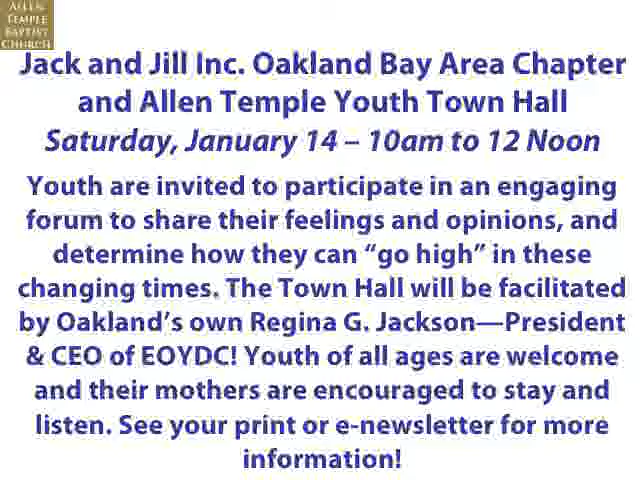 ALLEN
TEMPLE
BAPTIST
CHURCH
Jack and Jill Inc. Oakland Bay Area Chapter
and Allen Temple Youth Town Hall
Saturday, January 14 – 10am to 12 Noon
Youth are invited to participate in an engaging
forum to share their feelings and opinions, and
determine how they can “go high” in these
changing times. The Town Hall will be facilitated
by Oakland’s own Regina G. Jackson—President
& CEO of EOYDC! Youth of all ages are welcome
and their mothers are encouraged to stay and
listen. See your print or e-newsletter for more
information!